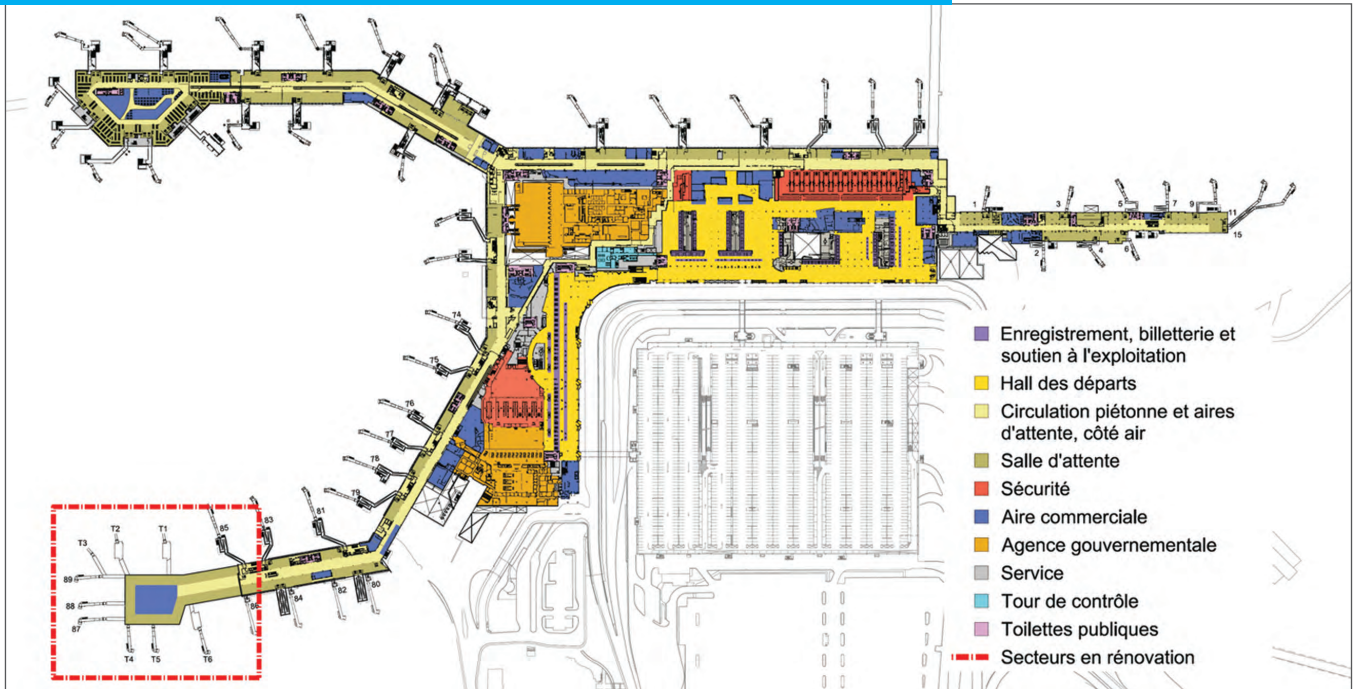 1
3
5
7
9
11
15
2
4
6
74
75
76
77
78
79
T3
T2
T1
85
83
81
89
88
87
86
84
82
80
T4
T5
T6
Enregistrement, billetterie et
soutien à l'exploitation
Hall des départs
Circulation piétonne et aires
d'attente, côté air
Salle d'attente
Sécurité
Aire commerciale
Agence gouvernementale
Service
Tour de contrôle
Toilettes publiques
Secteurs en rénovation